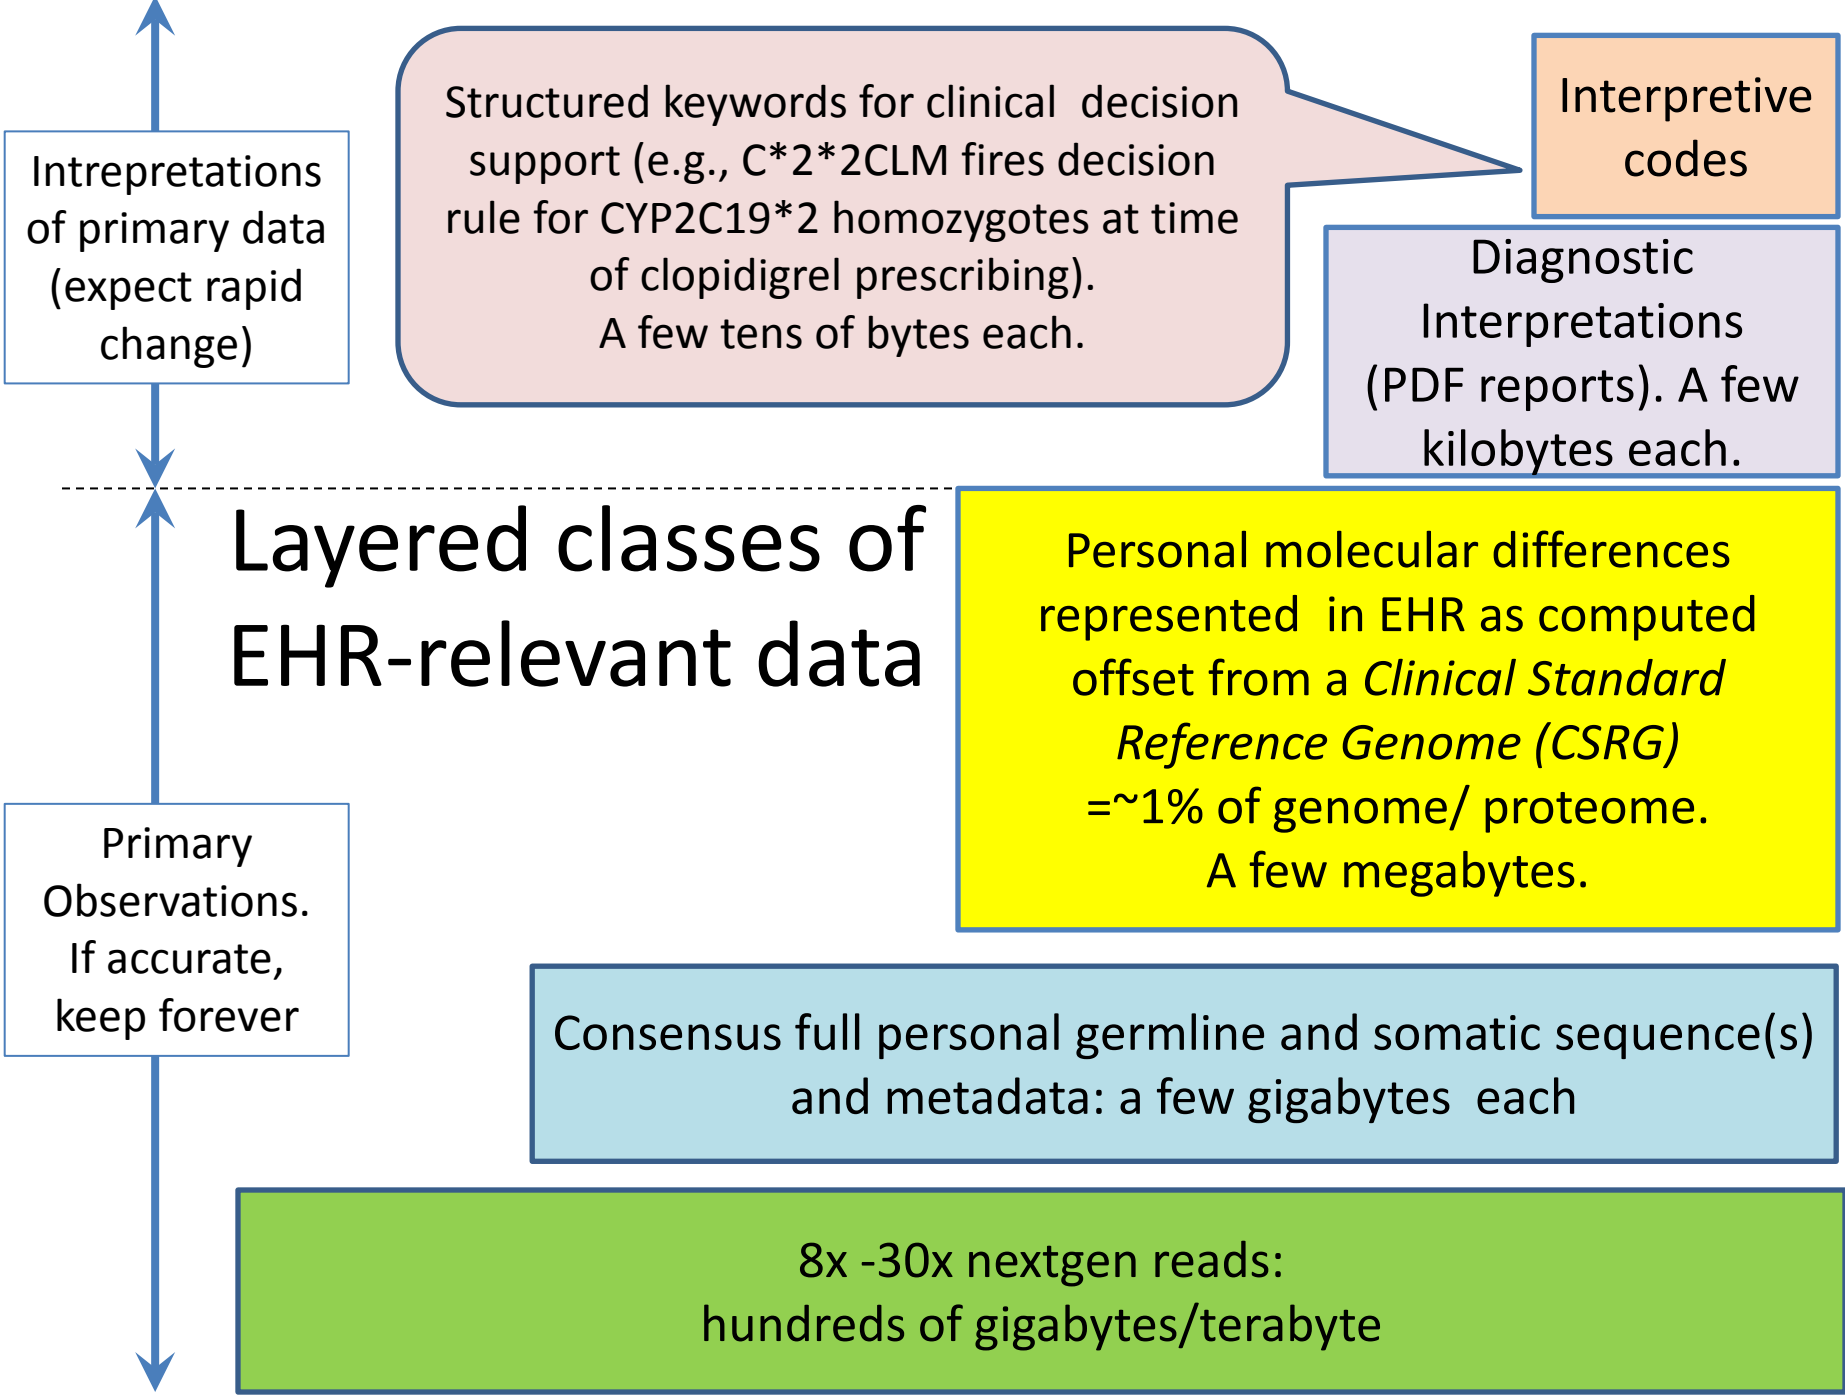 Structured keywords for clinical  decision
support (e.g., C*2*2CLM fires decision
rule for CYP2C19*2 homozygotes at time
of clopidigrel prescribing).
A few tens of bytes each.
Interpretive
codes
Intrepretations
of primary data
(expect rapid
change)
Diagnostic
Interpretations
(PDF reports). A few
kilobytes each.
Layered classes of
EHR-relevant data
Personal molecular differences
represented  in EHR as computed
offset from a Clinical Standard
Reference Genome (CSRG)
=~1% of genome/ proteome.
A few megabytes.
Primary
Observations.
If accurate,
keep forever
Consensus full personal germline and somatic sequence(s)
and metadata: a few gigabytes  each
8x -30x nextgen reads:
hundreds of gigabytes/terabyte